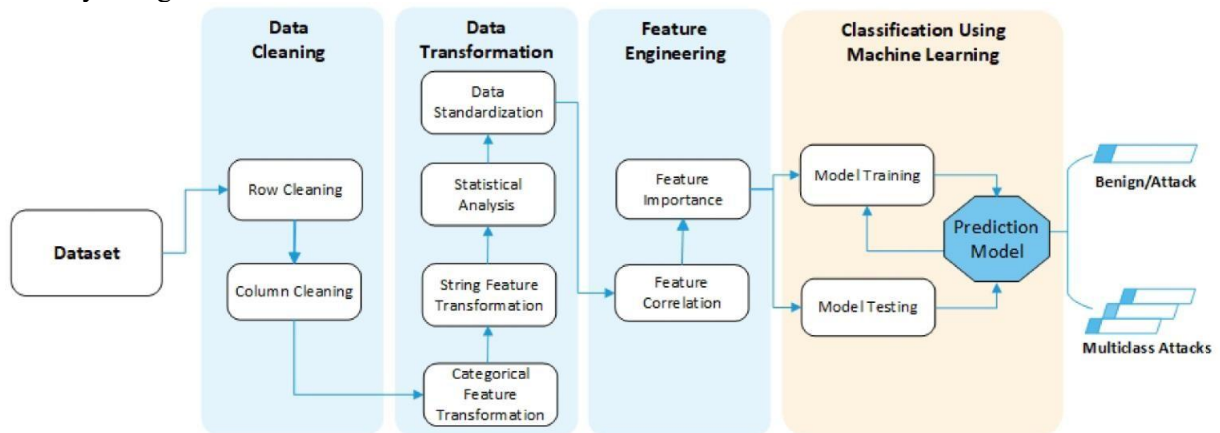 Data
Cleaning
Data
Transformation
Feature
Engineering
Classification Using
Machine Learning
Dataset
Row Cleaning
Column Cleaning
Data
Standardization
Statistical
Analysis
String Feature
Transformation
Categorical
Feature
Transformation
Feature
Importance
Feature
Correlation
Model Training
Model Testing
Prediction
Model
Benign/Attack
Multiclass Attacks